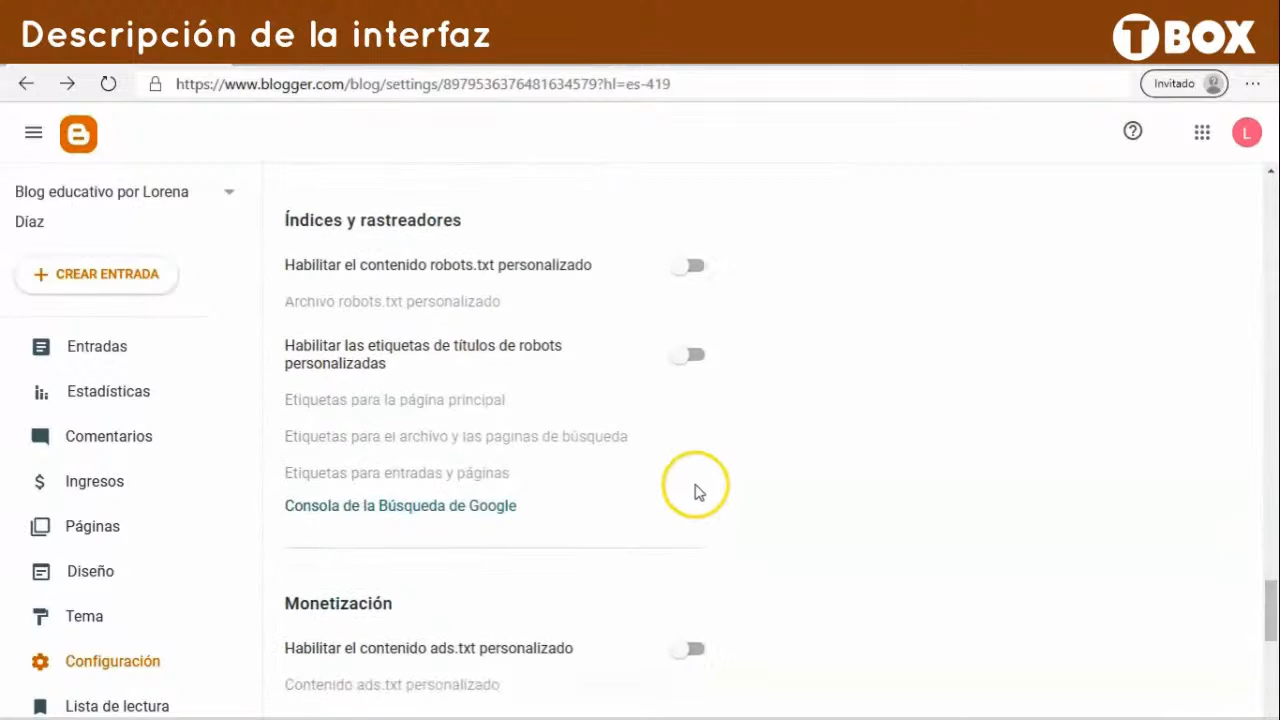 Descripción de la interfaz
T BOX
https://www.blogger.com/blog/settings/8979536376481634579?hl=es-419
Invitado
L
Blog educativo por Lorena
Díaz
CREAR ENTRADA
Entradas
Estadísticas
Comentarios
Ingresos
Páginas
Diseño
Tema
Configuración
Lista de lectura
Índices y rastreadores
Habilitar el contenido robots.txt personalizado
Archivo robots.txt personalizado
Habilitar las etiquetas de títulos de robots
personalizadas
Etiquetas para la página principal
Etiquetas para el archivo y las paginas de búsqueda
Etiquetas para entradas y páginas
Consola de la Búsqueda de Google
Monetización
Habilitar el contenido ads.txt personalizado
Contenido ads.txt personalizado